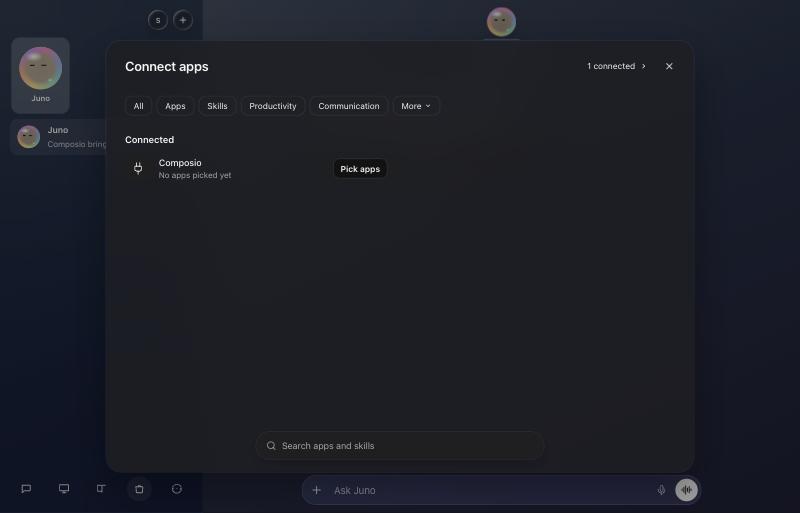 S
Juno
Juno
Composio bring
Connect apps
1 connected
All
Apps
Skills
Productivity
Communication
More
Connected
Composio
No apps picked yet
Pick apps
Search apps and skills
Ask Juno